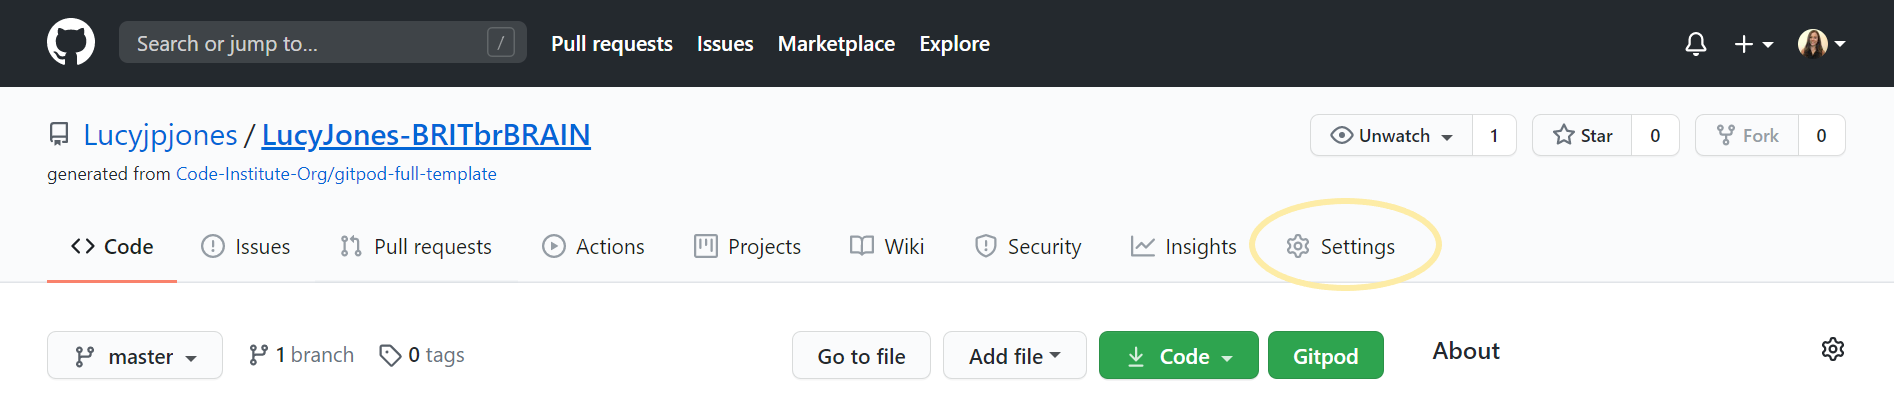 Search or jump to... / Pull requests Issues Marketplace Explore
Lucyjpjones / LucyJones-BRITbrBRAIN Unwatch 1 Star 0 Fork 0
generated from Code-Institute-Org/gitpod-full-template
Code Issues Pull requests Actions Projects Wiki Security Insights Settings
master 1 branch 0 tags Go to file Add file Code Gitpod About